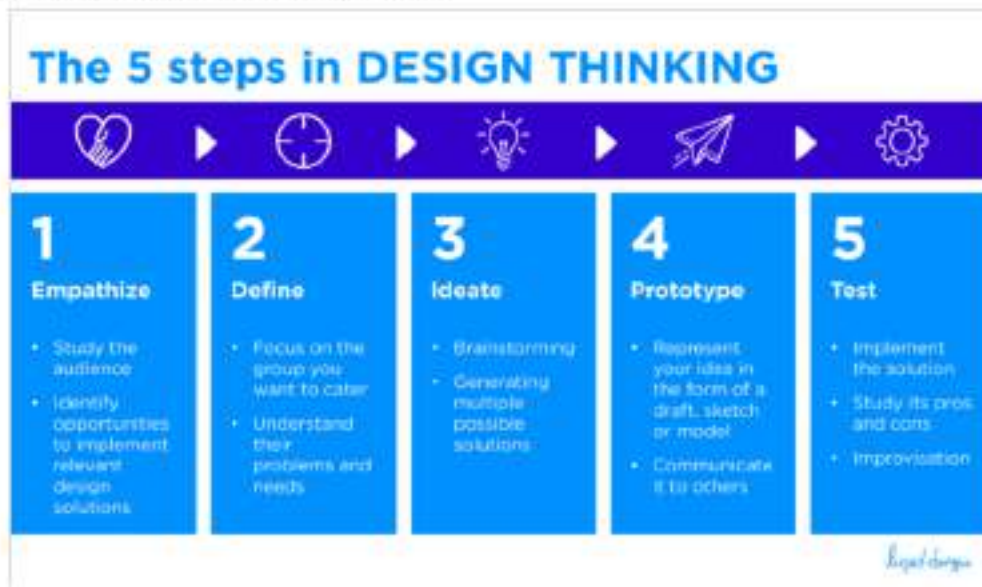 The 5 steps in DESIGN THINKING
1
Empathize
• Study the
audience
• Identify
opportunities
to implement
relevant
design
solutions
2
Define
• Focus on the
group you
want to cater
• Understand
their
problems and
needs
3
Ideate
• Brainstorming
• Generating
multiple
possible
solutions
4
Prototype
• Represent
your idea in
the form of a
draft, sketch
or model
• Communicate
it to others
5
Test
• Implement
the solution
• Study its pros
and cons
• Improvisation